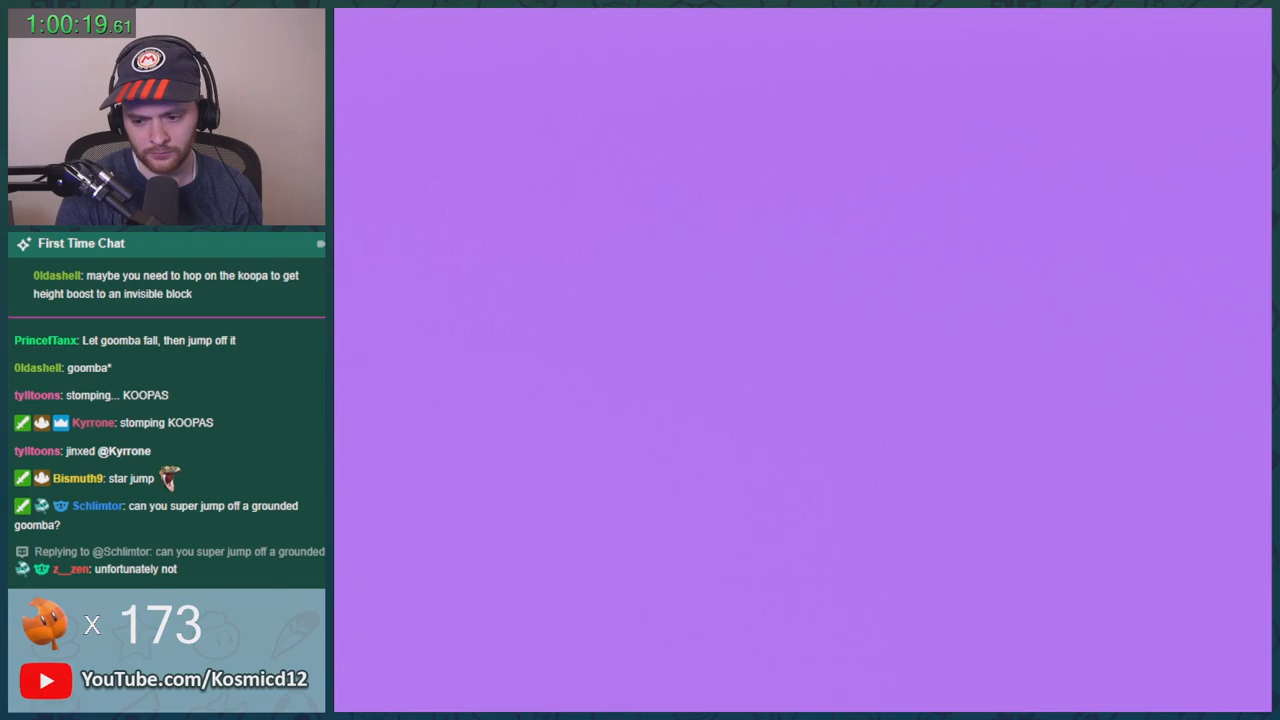 1:00:19.61
M
First Time Chat
0ldashell: maybe you need to hop on the koopa to get
height boost to an invisible block
PrincefTanx: Let goomba fall, then jump off it
0ldashell: goomba*
tylltoons: stomping... KOOPAS
Kyrrone: stomping KOOPAS
tylltoons: jinxed @Kyrrone
Bismuth9: star jump
Schlimtor: can you super jump off a grounded
goomba?
Replying to @Schlimtor: can you super jump off a grounded
z__zen: unfortunately not
x 173
YouTube.com/Kosmicd12